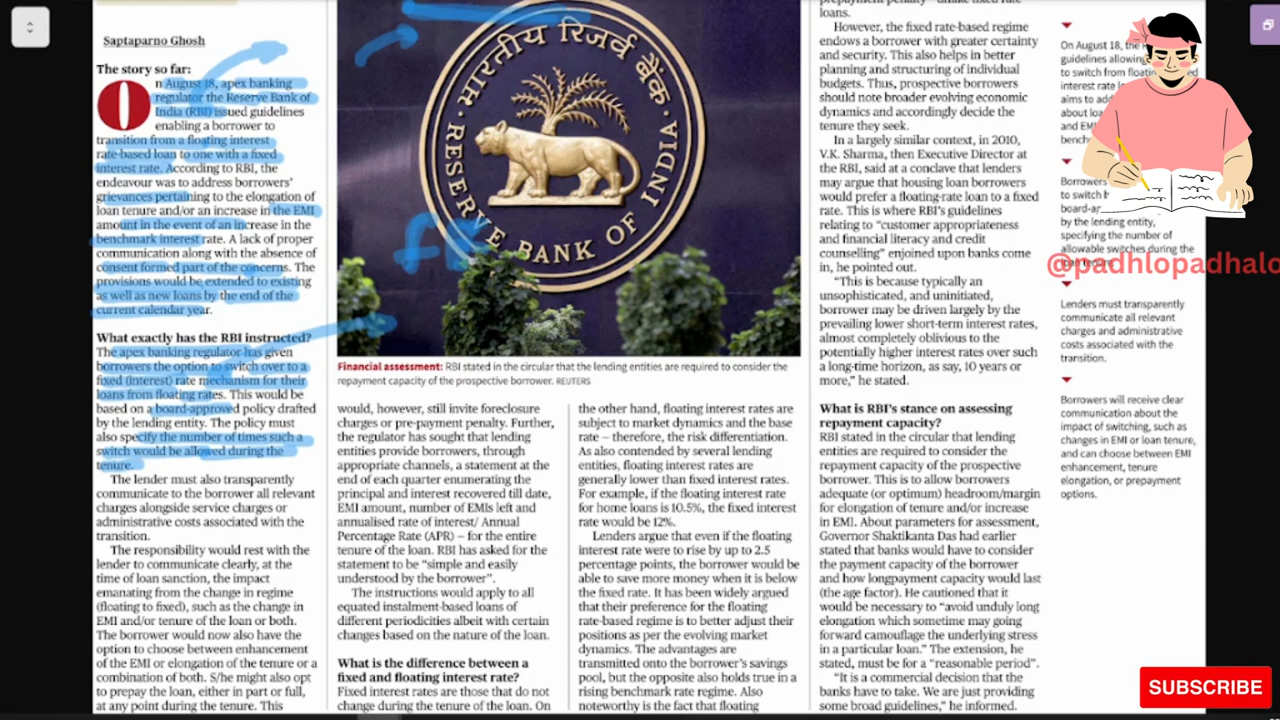 Saptaparno Ghosh
The story so far:
On August 18, apex banking
regulator the Reserve Bank of
India (RBI) issued guidelines
enabling a borrower to
transition from a floating interest
rate-based loan to one with a fixed
interest rate. According to RBI, the
endeavour was to address borrowers'
grievances pertaining to the elongation of
loan tenure and/or an increase in the EMI
amount in the event of an increase in the
benchmark interest rate. A lack of proper
communication along with the absence of
consent formed part of the concerns. The
provisions would be extended to existing
as well as new loans by the end of the
current calendar year.
What exactly has the RBI instructed?
The apex banking regulator has given
borrowers the option to switch over to a
fixed (interest) rate mechanism for their
loans from floating rates. This would be
based on a board-approved policy drafted
by the lending entity. The policy must
also specify the number of times such a
switch would be allowed during the
tenure.
The lender must also transparently
communicate to the borrower all relevant
charges alongside service charges or
administrative costs associated with the
transition.
The responsibility would rest with the
lender to communicate clearly, at the
time of loan sanction, the impact
emanating from the change in regime
(floating to fixed), such as the change in
EMI and/or tenure of the loan or both.
The borrower would now also have the
option to choose between enhancement
of the EMI or elongation of the tenure or a
combination of both. S/he might also opt
to prepay the loan, either in part or full,
at any point during the tenure. This
भारतीय रिज़र्व बैंक
RESERVE BANK OF INDIA
Financial assessment: RBI stated in the circular that the lending entities are required to consider the
repayment capacity of the prospective borrower. REUTERS
would, however, still invite foreclosure
charges or pre-payment penalty. Further,
the regulator has sought that lending
entities provide borrowers, through
appropriate channels, a statement at the
end of each quarter enumerating the
principal and interest recovered till date,
EMI amount, number of EMIs left and
annualised rate of interest/ Annual
Percentage Rate (APR) – for the entire
tenure of the loan. RBI has asked for the
statement to be "simple and easily
understood by the borrower".
The instructions would apply to all
equated instalment-based loans of
different periodicities albeit with certain
changes based on the nature of the loan.
What is the difference between a
fixed and floating interest rate?
Fixed interest rates are those that do not
change during the tenure of the loan. On
the other hand, floating interest rates are
subject to market dynamics and the base
rate – therefore, the risk differentiation.
As also contended by several lending
entities, floating interest rates are
generally lower than fixed interest rates.
For example, if the floating interest rate
for home loans is 10.5%, the fixed interest
rate would be 12%.
Lenders argue that even if the floating
interest rate were to rise by up to 2.5
percentage points, the borrower would be
able to save more money when it is below
the fixed rate. It has been widely argued
that their preference for the floating
rate-based regime is to better adjust their
positions as per the evolving market
dynamics. The advantages are
transmitted onto the borrower's savings
pool, but the opposite also holds true in a
rising benchmark rate regime. Also
noteworthy is the fact that floating
loans.
However, the fixed rate-based regime
endows a borrower with greater certainty
and security. This also helps in better
planning and structuring of individual
budgets. Thus, prospective borrowers
should note broader evolving economic
dynamics and accordingly decide the
tenure they seek.
In a largely similar context, in 2010,
V.K. Sharma, then Executive Director at
the RBI, said at a conclave that lenders
may argue that housing loan borrowers
would prefer a floating-rate loan to a fixed
rate. This is where RBI's guidelines
relating to "customer appropriateness
and financial literacy and credit
counselling" enjoined upon banks come
in, he pointed out.
"This is because typically an
unsophisticated, and uninitiated,
borrower may be driven largely by the
prevailing lower short-term interest rates,
almost completely oblivious to the
potentially higher interest rates over such
a long-time horizon, as say, 10 years or
more," he stated.
What is RBI's stance on assessing
repayment capacity?
RBI stated in the circular that lending
entities are required to consider the
repayment capacity of the prospective
borrower. This is to allow borrowers
adequate (or optimum) headroom/margin
for elongation of tenure and/or increase
in EMI. About parameters for assessment,
Governor Shaktikanta Das had earlier
stated that banks would have to consider
the payment capacity of the borrower
and how longpayment capacity would last
(the age factor). He cautioned that it
would be necessary to "avoid unduly long
elongation which sometime may going
forward camouflage the underlying stress
in a particular loan." The extension, he
stated, must be for a "reasonable period".
"It is a commercial decision that the
banks have to take. We are just providing
some broad guidelines," he informed.
On August 18, the
guidelines allowing
to switch from
interest rate
aims to
about
and EMI
Borrowers
to switch
by the lending entity,
specifying the number of
allowable switches during the
@padhlopadhalo
Lenders must transparently
communicate all relevant
charges and administrative
costs associated with the
transition.
Borrowers will receive clear
communication about the
impact of switching, such as
changes in EMI or loan tenure,
and can choose between EMI
enhancement, tenure
elongation, or prepayment
options.
SUBSCRIBE